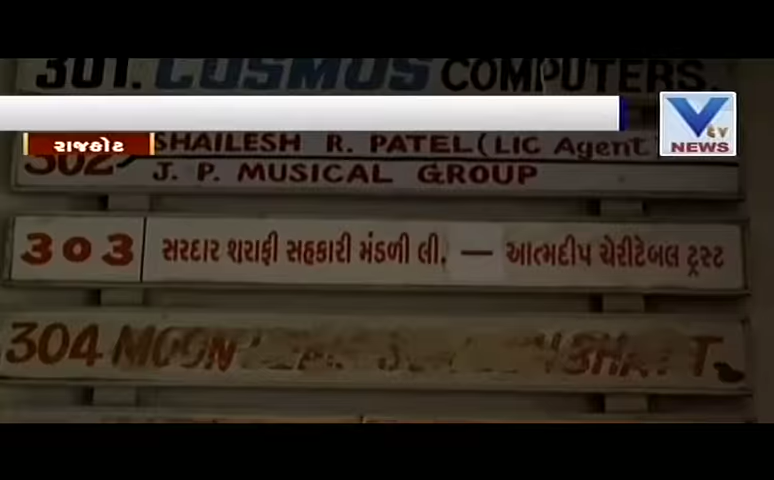 301. COSMOS COMPUTERS.
રાજકોટ
VTV NEWS
302 SHAILESH R. PATEL (LIC Agent
J. P. MUSICAL GROUP
303 સરદાર શરાફી સહકારી મંડળી લી. — આત્મદીપ ચેરીટેબલ ટ્રસ્ટ
304 MOON BHATT